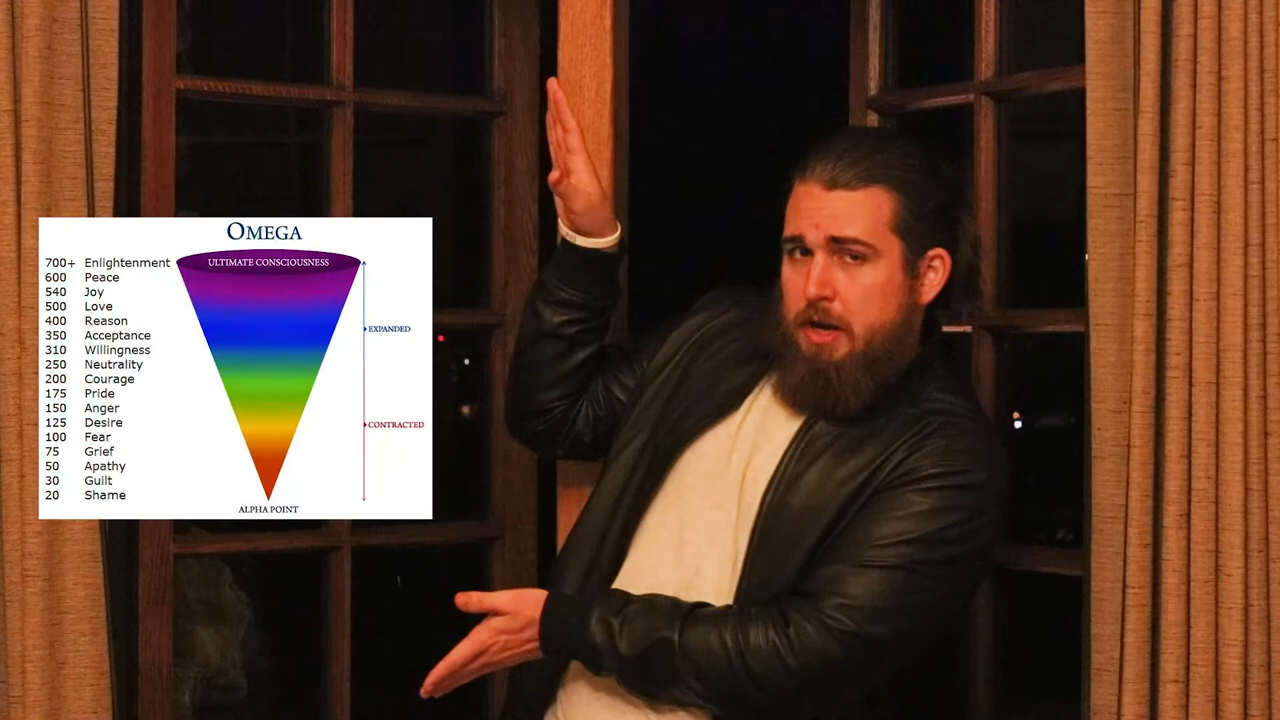 OMEGA
700+ Enlightenment
600 Peace
540 Joy
500 Love
400 Reason
350 Acceptance
310 Willingness
250 Neutrality
200 Courage
175 Pride
150 Anger
125 Desire
100 Fear
75 Grief
50 Apathy
30 Guilt
20 Shame
ULTIMATE CONSCIOUSNESS
EXPANDED
CONTRACTED
ALPHA POINT